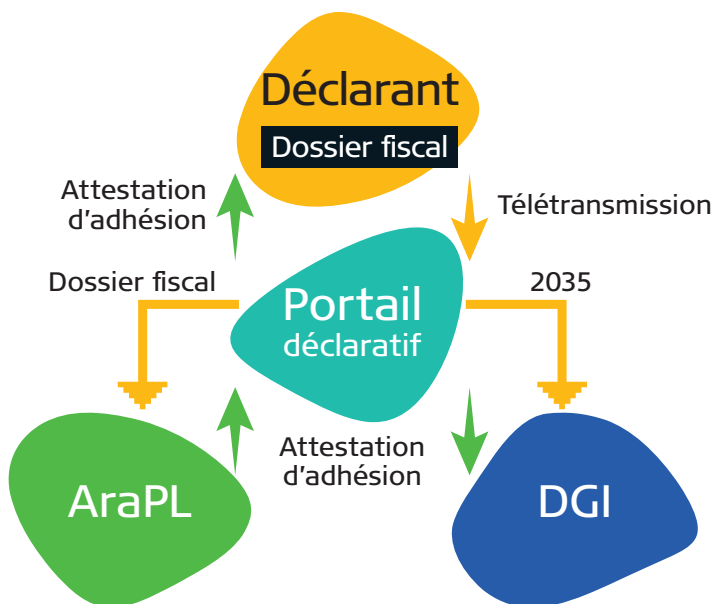 Déclarant
Dossier fiscal
Attestation
d'adhésion
Télétransmission
Dossier fiscal
2035
Portail
déclaratif
Attestation
d'adhésion
AraPL
DGI